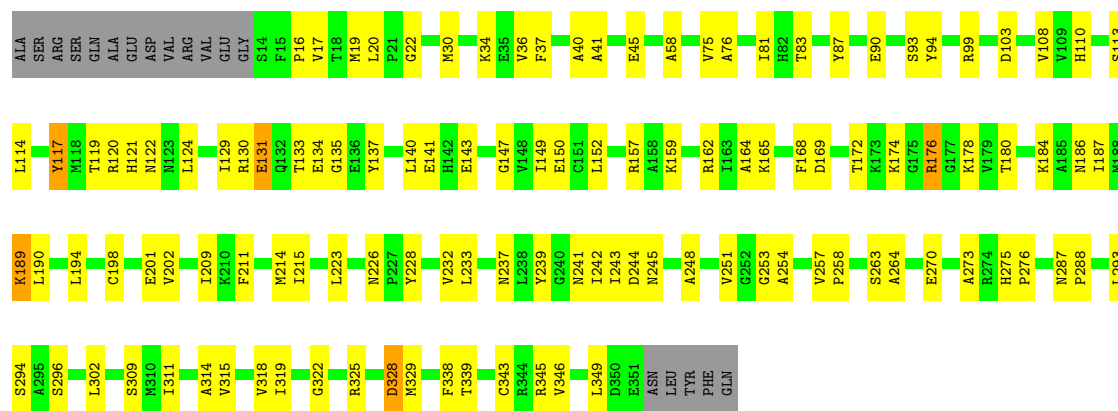 ALA SER ARG SER GLN ALA GLU ASP VAL ARG VAL GLU GLY S14 F15 P16 V17 T18 M19 L20 P21 G22 M30 K34 E35 V36 F37 A40 A41 E45 A58 V75 A76 I81 H82 T83 Y87 E90 S93 Y94 R99 D103 V108 V109 H110 S113
L114 Y117 M118 T119 R120 H121 N122 N123 L124 I129 R130 E131 Q132 T133 E134 G135 E136 Y137 L140 E141 H142 E143 G147 V148 I149 E150 C151 L152 R157 A158 K159 R162 I163 A164 K165 F168 D169 T172 K173 K174 G175 R176 G177 K178 V179 T180 K184 A185 N186 I187 M188
K189 L190 L194 C198 E201 V202 I209 K210 F211 M214 I215 L223 N226 P227 Y228 V232 L233 N237 L238 Y239 G240 N241 I242 I243 D244 N245 A248 V251 G252 G253 A254 V257 P258 S263 A264 E270 A273 R274 H275 P276 N287 P288 L293
S294 A295 S296 L302 S309 M310 I311 A314 V315 V318 I319 G322 R325 D328 M329 F338 T339 C343 R344 R345 V346 L349 D350 E351 ASN LEU TYR PHE GLN